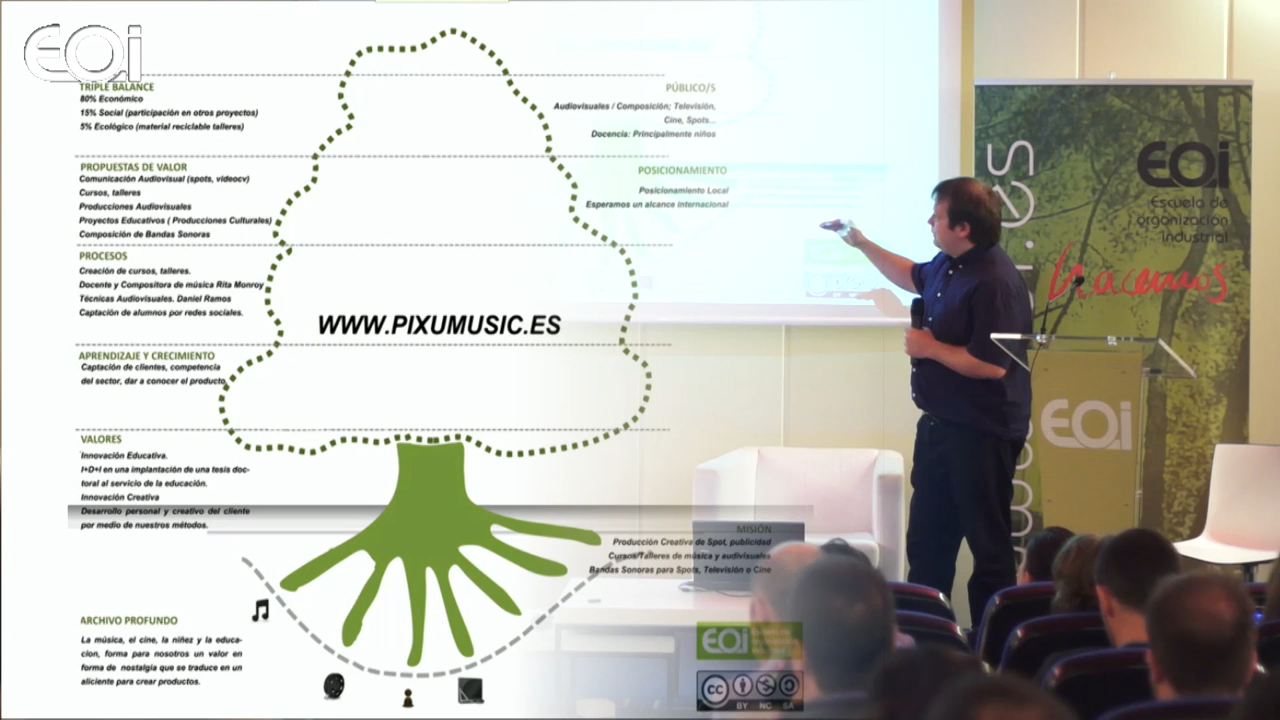 EOi
TRIPLE BALANCE
80% Económico
15% Social (participación en otros proyectos)
5% Ecológico (material reciclable talleres)
PÚBLICO/S
Audiovisuales / Composición; Televisión,
Cine, Spots...
Docencia: Principalmente niños
PROPUESTAS DE VALOR
Comunicación Audiovisual (spots, videocv)
Cursos, talleres
Producciones Audiovisuales
Proyectos Educativos ( Producciones Culturales)
Composición de Bandas Sonoras
POSICIONAMIENTO
Posicionamiento Local
Esperamos un alcance internacional
PROCESOS
Creación de cursos, talleres.
Docente y Compositora de música Rita Monroy
Técnicas Audiovisuales. Daniel Ramos
Captación de alumnos por redes sociales.
WWW.PIXUMUSIC.ES
APRENDIZAJE Y CRECIMIENTO
Captación de clientes, competencia
del sector, dar a conocer el producto
VALORES
Innovación Educativa.
I+D+I en una implantación de una tesis doc-
toral al servicio de la educación.
Innovación Creativa
Desarrollo personal y creativo del cliente
por medio de nuestros métodos.
MISIÓN
Producción Creativa de Spot, publicidad
Cursos/Talleres de música y audiovisuales
Bandas Sonoras para Spots, Televisión o Cine
ARCHIVO PROFUNDO
La música, el cine, la niñez y la educa-
cion, forma para nosotros un valor en
forma de nostalgia que se traduce en un
aliciente para crear productos.
EOi
cc
BY NC SA
EOi
Escuela de
organización
industrial
hacemos
EOi